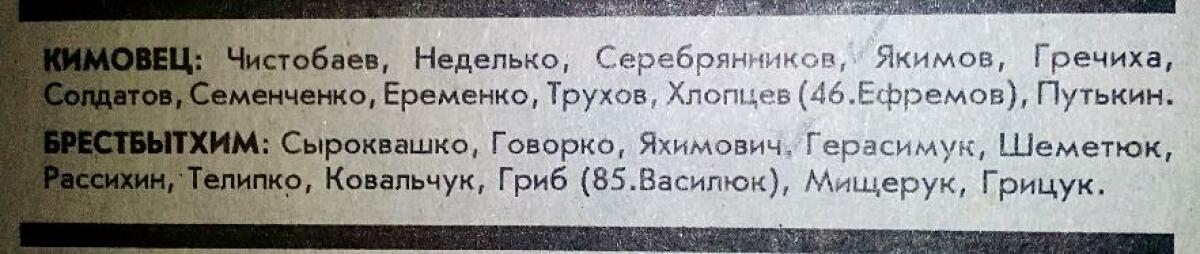 КИМОВЕЦ: Чистобаев, Неделько, Серебрянников, Якимов, Гречиха,
Солдатов, Семенченко, Еременко, Трухов, Хлопцев (46.Ефремов), Путькин.
БРЕСТБЫТХИМ: Сыроквашко, Говорко, Яхимович, Герасимук, Шеметюк,
Рассихин, Телипко, Ковальчук, Гриб (85.Василюк), Мищерук, Грицук.